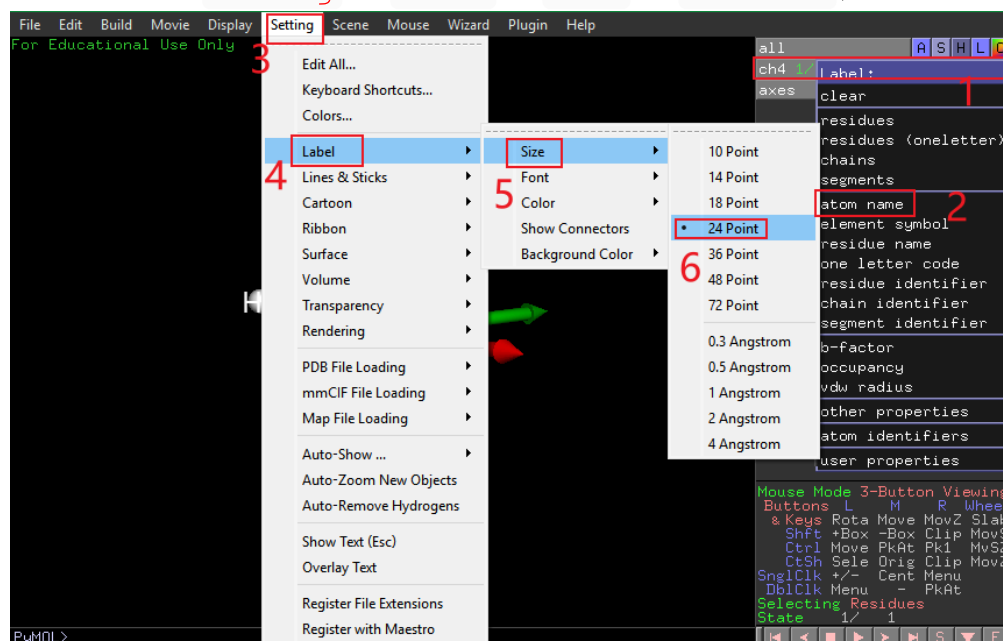 File Edit Build Movie Display Setting Scene Mouse Wizard Plugin Help
For Educational Use Only
3
Edit All...
Keyboard Shortcuts...
Colors...
4
Label
Lines & Sticks
Cartoon
Ribbon
Surface
Volume
Transparency
Rendering
PDB File Loading
mmCIF File Loading
Map File Loading
Auto-Show ...
Auto-Zoom New Objects
Auto-Remove Hydrogens
Show Text (Esc)
Overlay Text
Register File Extensions
Register with Maestro
5
Size
Font
Color
Show Connectors
Background Color
10 Point
14 Point
18 Point
24 Point
6
36 Point
48 Point
72 Point
0.3 Angstrom
0.5 Angstrom
1 Angstrom
2 Angstrom
4 Angstrom
H
all A S H L C
ch4 1/
axes
1
Label:
clear
residues
residues (oneletter)
chains
segments
atom name
2
element symbol
residue name
one letter code
residue identifier
chain identifier
segment identifier
b-factor
occupancy
vdw radius
other properties
atom identifiers
user properties
Mouse Mode 3-Button Viewing
Buttons L M R Whee
& Keys Rota Move MovZ Slab
Shft +Box -Box Clip MovS
Ctrl Move PkAt Pk1 MvSZ
CtSh Sele Orig Clip MovZ
SnglClk +/- Cent Menu
DblClk Menu - PkAt
Selecting Residues
State 1/ 1
S F
PyMOL>